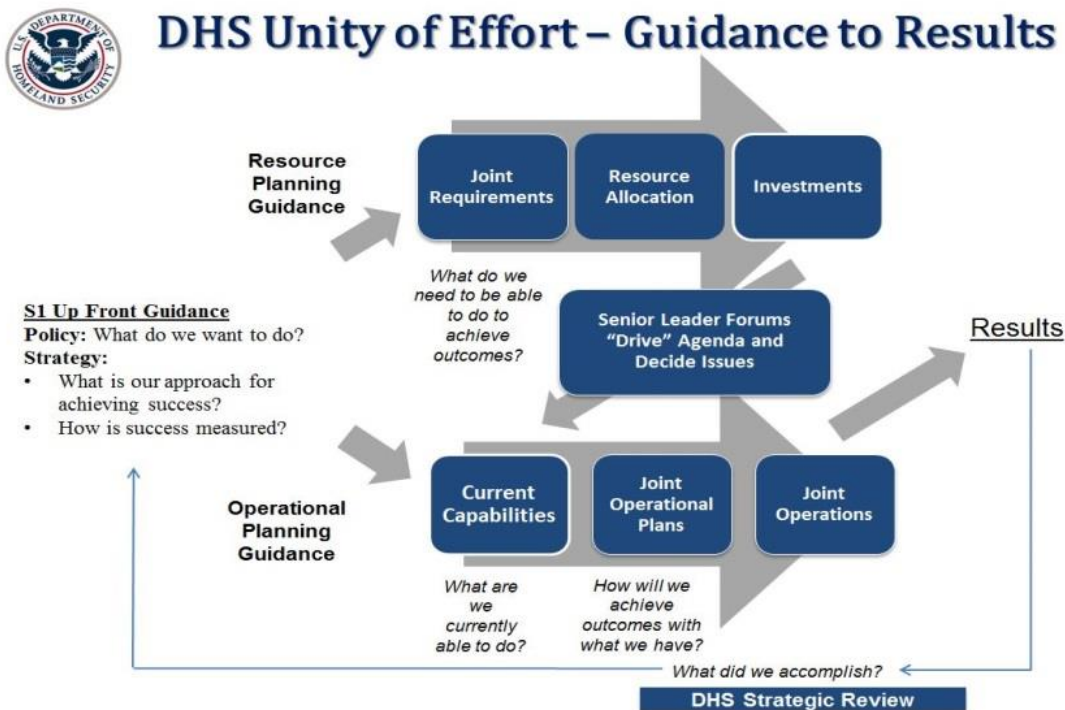 U.S. DEPARTMENT OF
HOMELAND SECURITY
DHS Unity of Effort – Guidance to Results
Resource
Planning
Guidance
Joint
Requirements
Resource
Allocation
Investments
What do we
need to be able
to do to
achieve
outcomes?
Senior Leader Forums
“Drive” Agenda and
Decide Issues
Results
S1 Up Front Guidance
Policy: What do we want to do?
Strategy:
• What is our approach for
achieving success?
• How is success measured?
Operational
Planning
Guidance
Current
Capabilities
Joint
Operational
Plans
Joint
Operations
What are
we
currently
able to do?
How will we
achieve
outcomes with
what we have?
What did we accomplish?
DHS Strategic Review